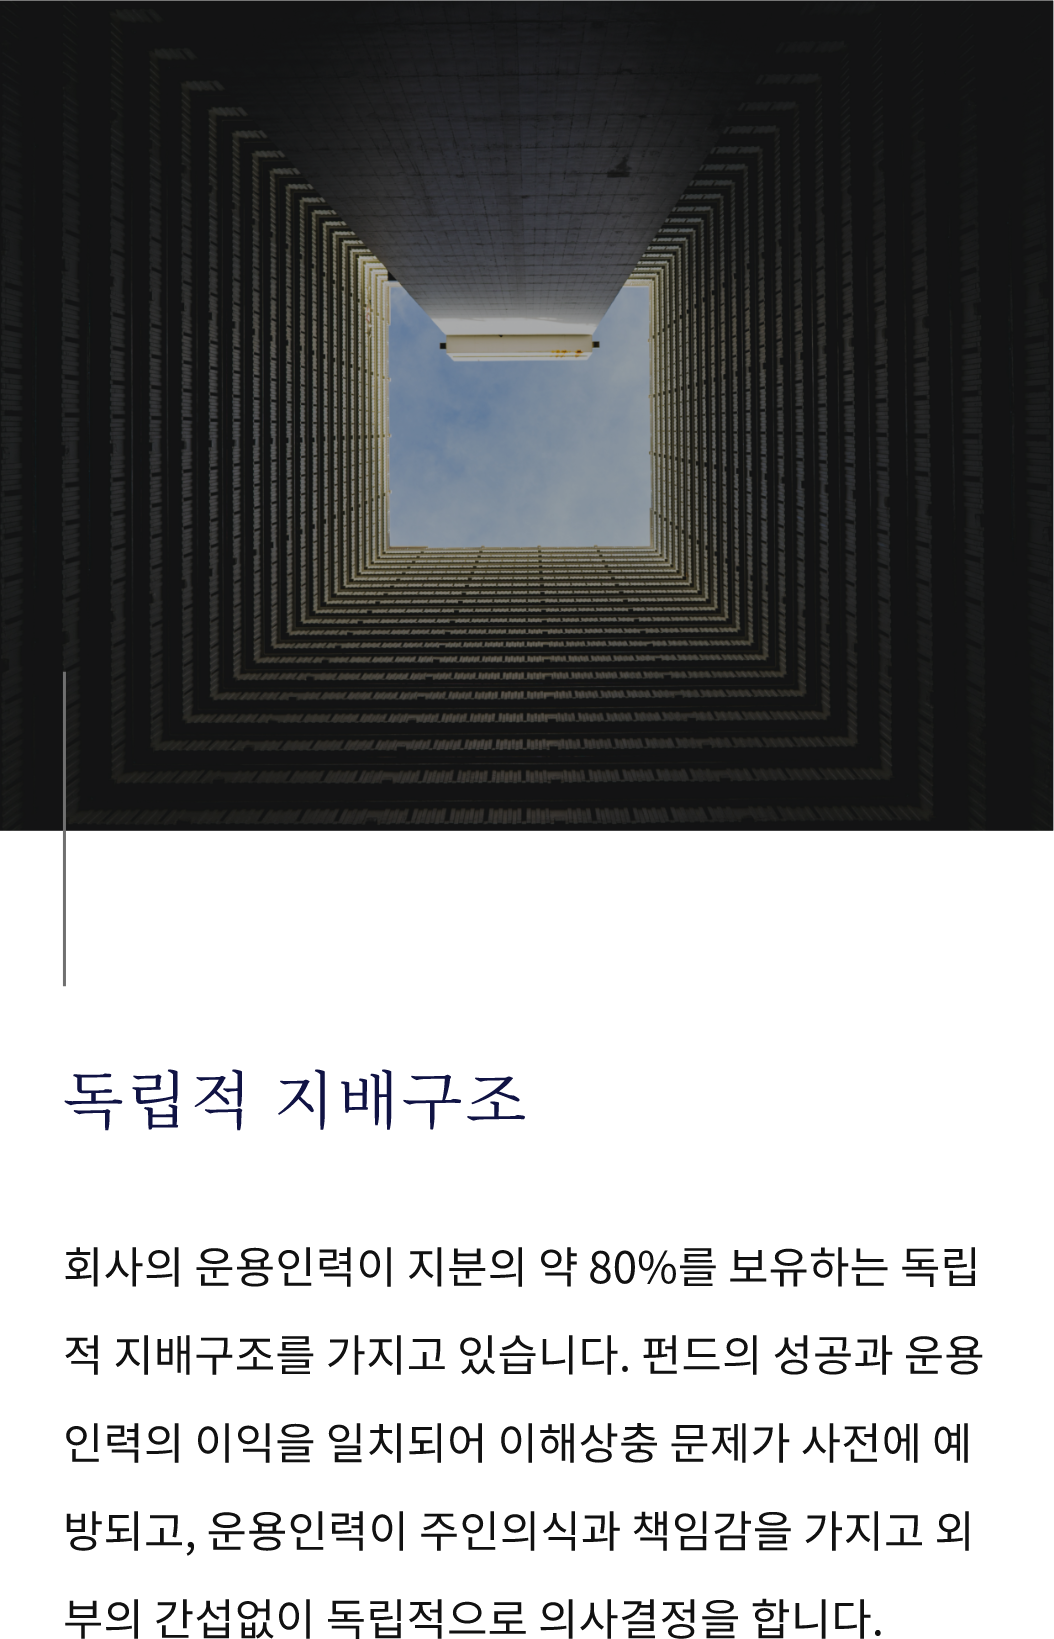 독립적 지배구조
회사의 운용인력이 지분의 약 80%를 보유하는 독립
적 지배구조를 가지고 있습니다. 펀드의 성공과 운용
인력의 이익을 일치되어 이해상충 문제가 사전에 예
방되고, 운용인력이 주인의식과 책임감을 가지고 외
부의 간섭없이 독립적으로 의사결정을 합니다.